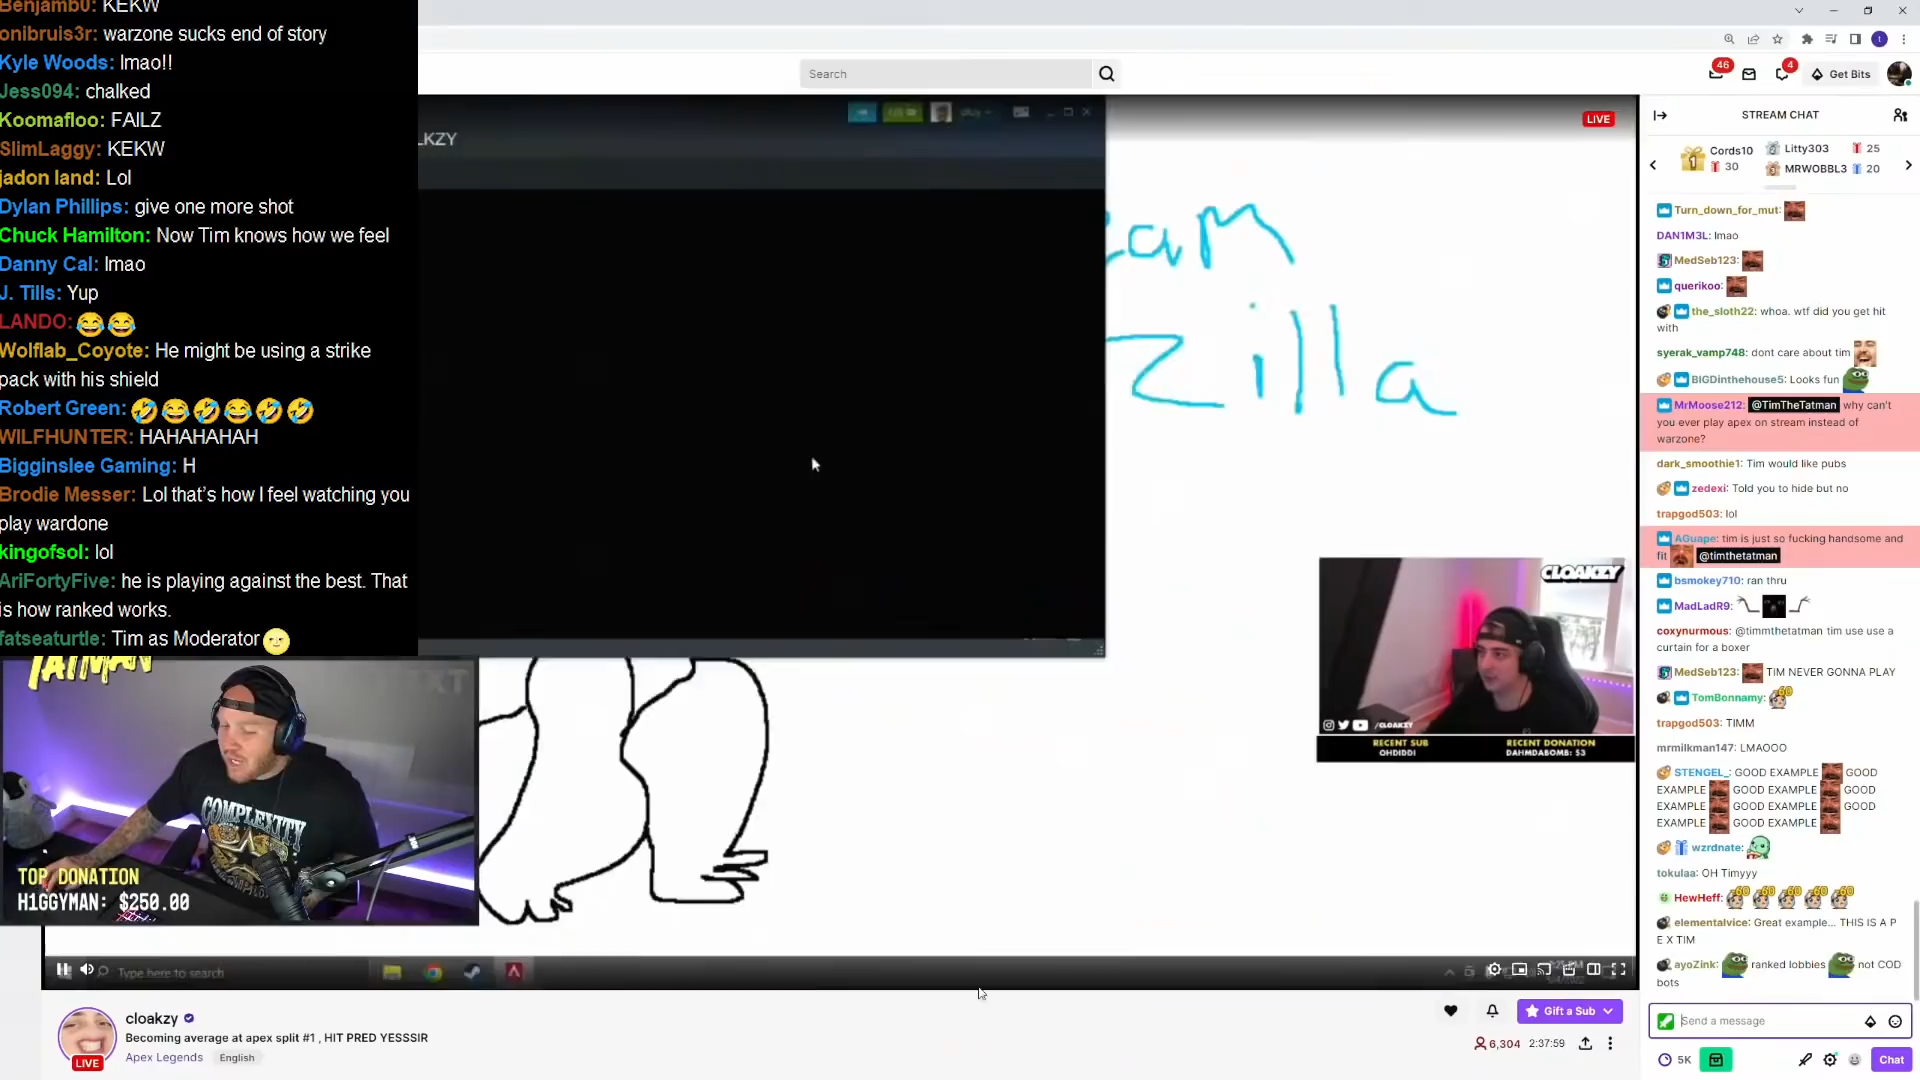 Benjamb0: KEKW
onibruis3r: warzone sucks end of story
Kyle Woods: lmao!!
Jess094: chalked
Koomafloo: FAILZ
SlimLaggy: KEKW
jadon land: Lol
Dylan Phillips: give one more shot
Chuck Hamilton: Now Tim knows how we feel
Danny Cal: lmao
J. Tills: Yup
LANDO: 😂😂
Wolflab_Coyote: He might be using a strike
pack with his shield
Robert Green: 🤣😂🤣😂🤣🤣
WILFHUNTER: HAHAHAHAH
Bigginslee Gaming: H
Brodie Messer: Lol that's how I feel watching you
play wardone
kingofsol: lol
AriFortyFive: he is playing against the best. That
is how ranked works.
fatseaturtle: Tim as Moderator🌝
TATMAN
COMPLEXITY
TOP DONATION
H1GGYMAN: $250.00
Search
LKZY
LIVE
eam
zilla
CLOAKZY
/CLOAKZY
RECENT SUB
OHDIDDI
RECENT DONATION
DAHMDABOMB: $3
Type here to search
cloakzy
Becoming average at apex split #1 , HIT PRED YESSSIR
Apex Legends
English
LIVE
Gift a Sub
6,304
2:37:59
46
4
Get Bits
t
STREAM CHAT
1
Cords10
30
Litty303
25
MRWOBBL3
20
Turn_down_for_mut:
DAN1M3L: lmao
MedSeb123:
querikoo:
the_sloth22: whoa. wtf did you get hit
with
syerak_vamp748: dont care about tim
BIGDinthehouse5: Looks fun
MrMoose212: @TimTheTatman why can't
you ever play apex on stream instead of
warzone?
dark_smoothie1: Tim would like pubs
zedexi: Told you to hide but no
trapgod503: lol
AGuape: tim is just so fucking handsome and
fit @timthetatman
bsmokey710: ran thru
MadLadR9:
coxynurmous: @timmthetatman tim use use a
curtain for a boxer
MedSeb123: TIM NEVER GONNA PLAY
TomBonnamy:
trapgod503: TIMM
mrmilkman147: LMAOOO
STENGEL_: GOOD EXAMPLE GOOD
EXAMPLE GOOD EXAMPLE GOOD
EXAMPLE GOOD EXAMPLE GOOD
EXAMPLE GOOD EXAMPLE
wzrdnate:
tokulaa: OH Timyyy
HewHeff:
elementalvice: Great example... THIS IS A P
E X TIM
ayoZink: ranked lobbies not COD
bots
Send a message
5K
Chat